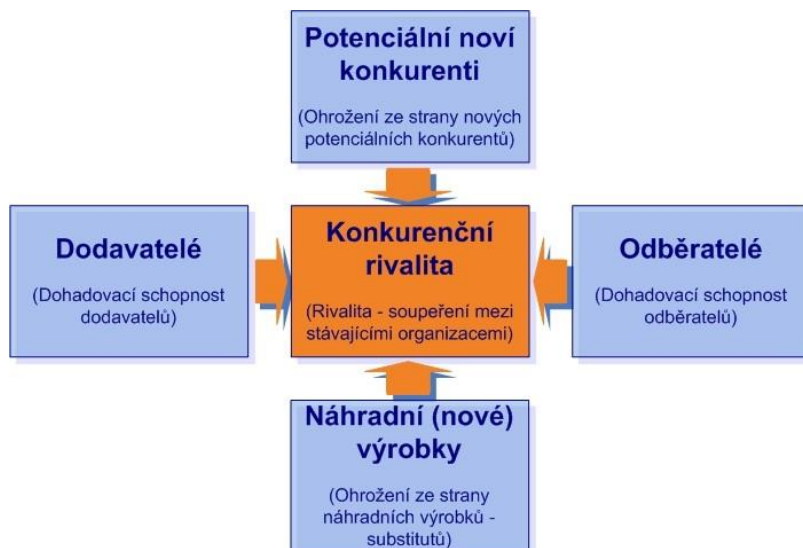 Potenciální noví
konkurenti
(Ohrožení ze strany nových
potenciálních konkurentů)
Dodavatelé
(Dohadovací schopnost
dodavatelů)
Konkurenční
rivalita
(Rivalita - soupeření mezi
stávajícími organizacemi)
Odběratelé
(Dohadovací schopnost
odběratelů)
Náhradní (nové)
výrobky
(Ohrožení ze strany
náhradních výrobků -
substitutů)